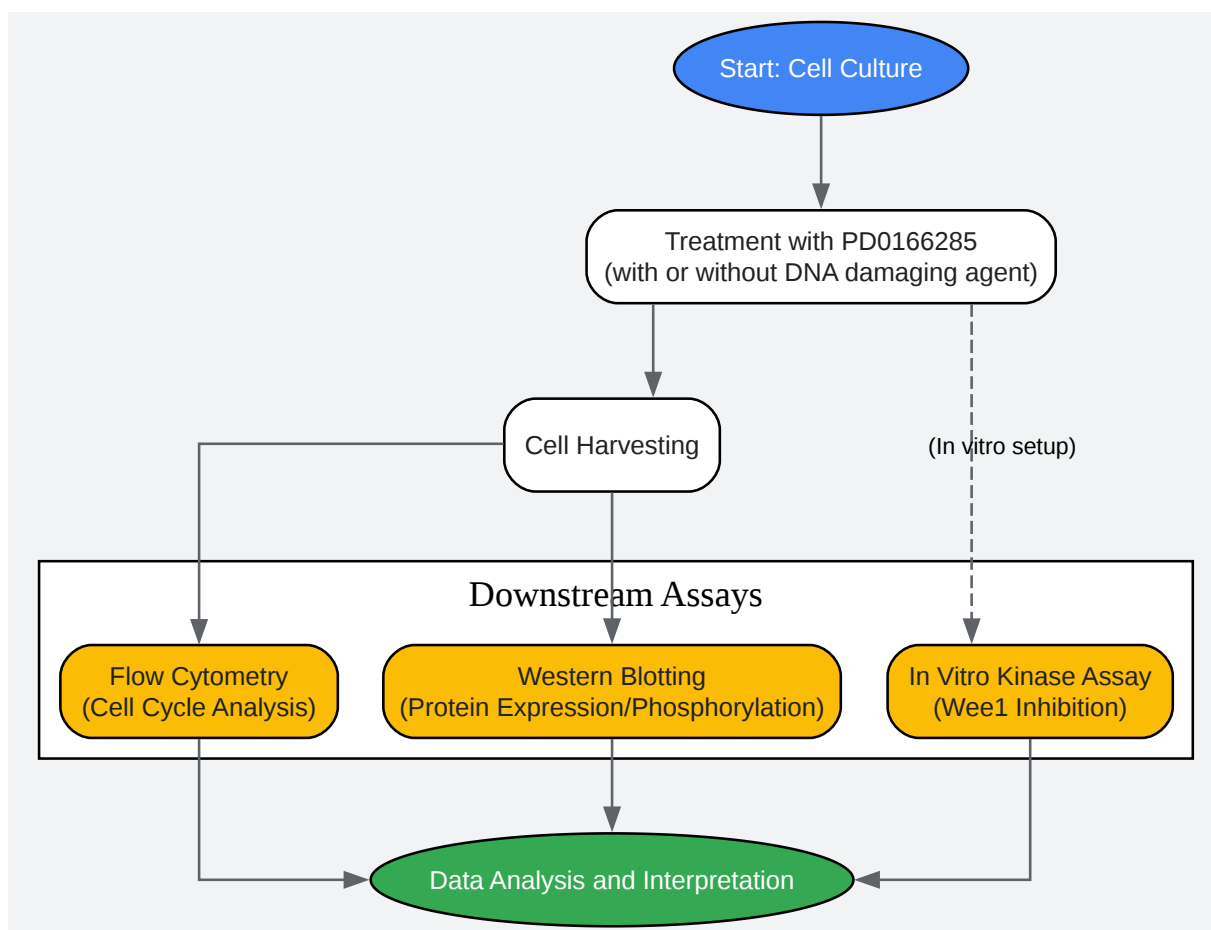 Start: Cell Culture
Treatment with PD0166285
(with or without DNA damaging agent)
Cell Harvesting
(In vitro setup)
Downstream Assays
Flow Cytometry
(Cell Cycle Analysis)
Western Blotting
(Protein Expression/Phosphorylation)
In Vitro Kinase Assay
(Wee1 Inhibition)
Data Analysis and Interpretation